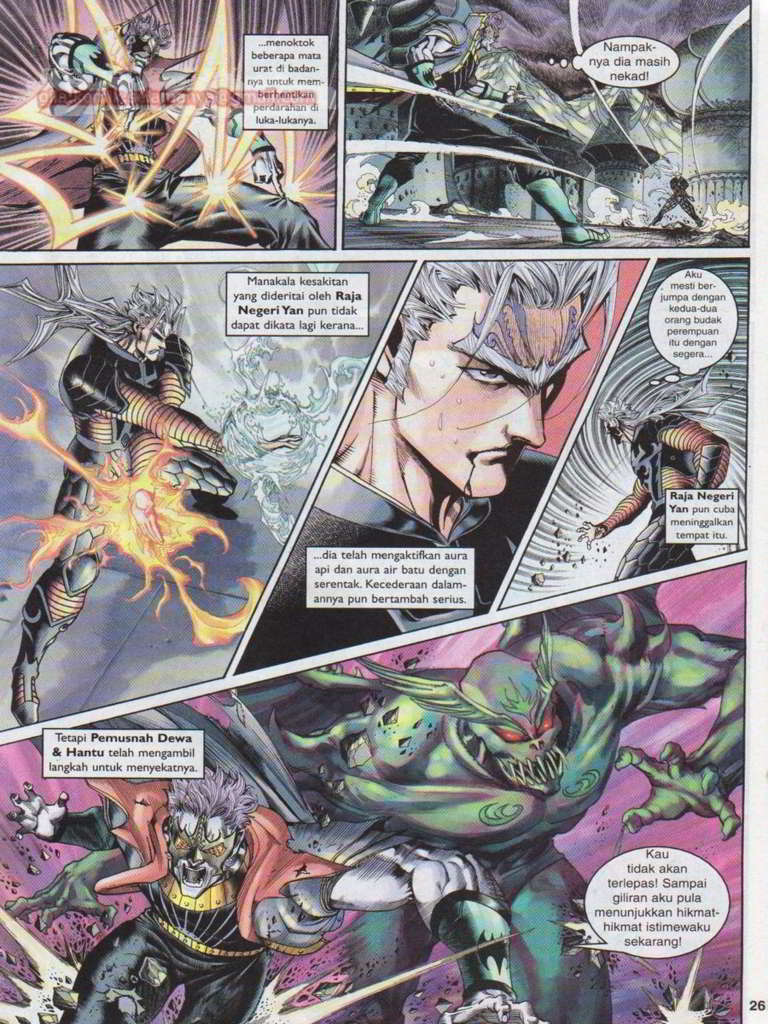 ...menoktok
beberapa mata
urat di badan-
nya untuk mem-
berhentikan
perdarahan di
luka-lukanya.
Nampak-
nya dia masih
nekad!
Manakala kesakitan
yang dideritai oleh Raja
Negeri Yan pun tidak
dapat dikata lagi kerana...
...dia telah mengaktifkan aura
api dan aura air batu dengan
serentak. Kecederaan dalam-
annya pun bertambah serius.
Aku
mesti ber-
jumpa dengan
kedua-dua
orang budak
perempuan
itu dengan
segera...
Raja Negeri
Yan pun cuba
meninggalkan
tempat itu.
Tetapi Pemusnah Dewa
& Hantu telah mengambil
langkah untuk menyekatnya.
Kau
tidak akan
terlepas! Sampai
giliran aku pula
menunjukkan hikmat-
hikmat istimewaku
sekarang!
26